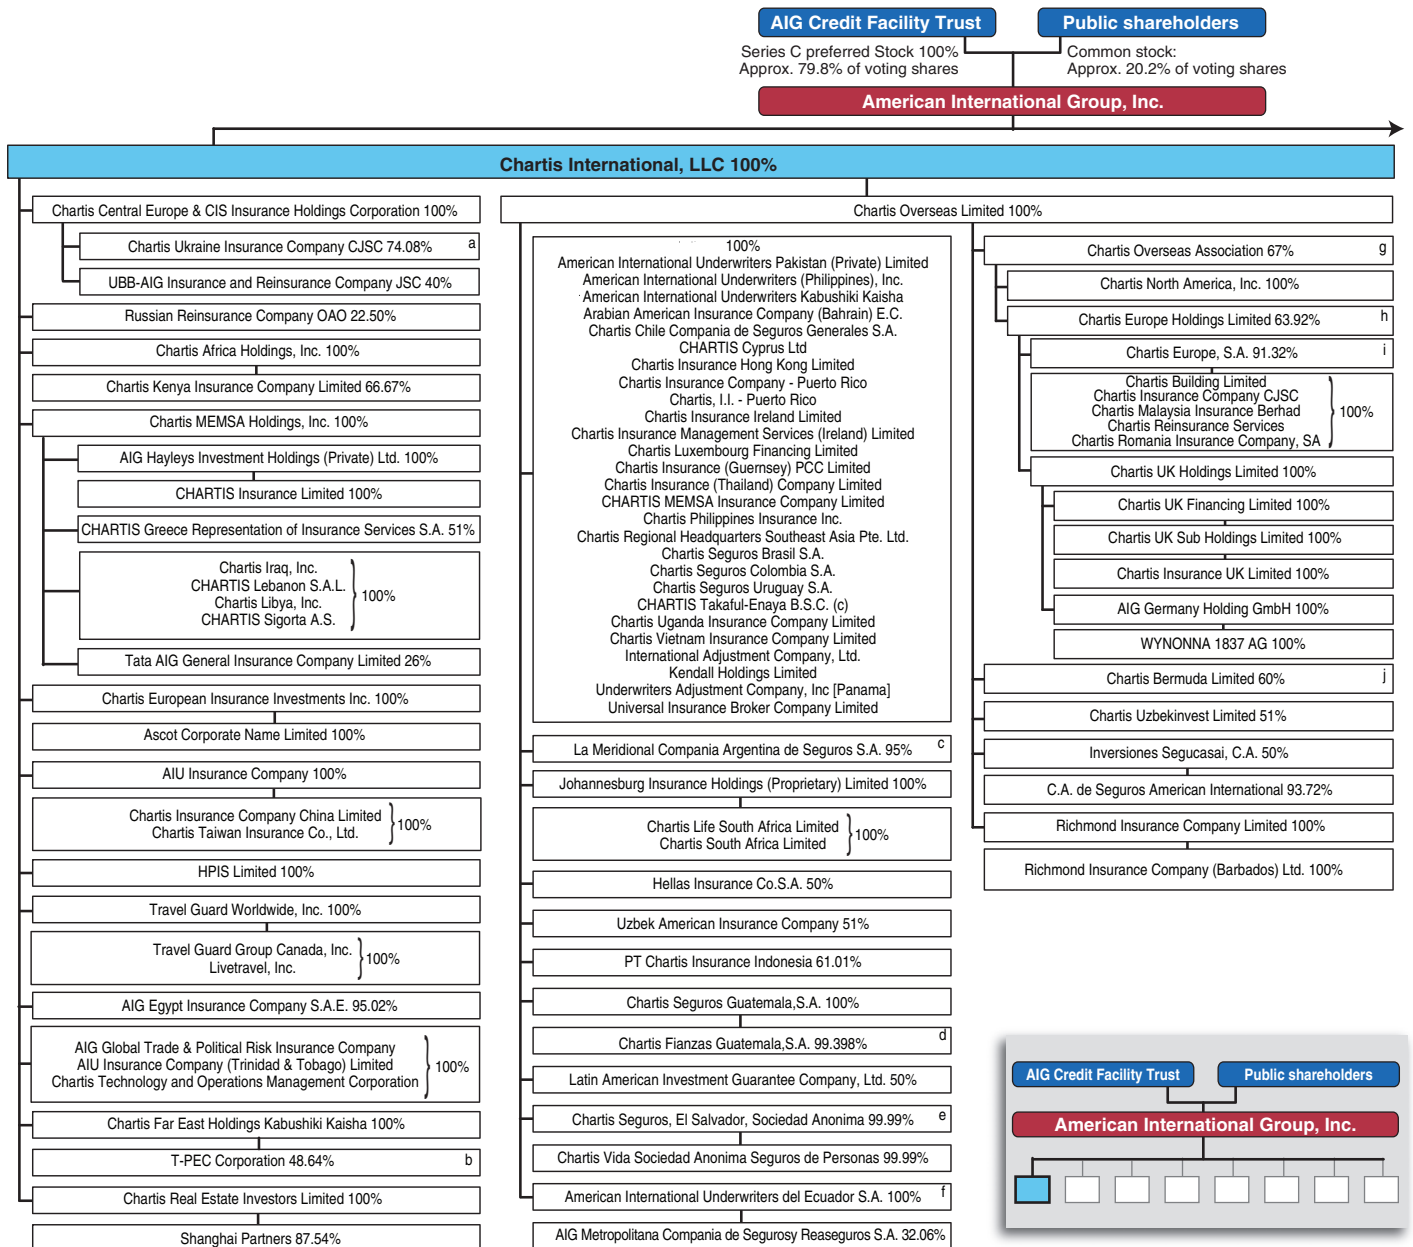 AIG Credit Facility Trust
Public shareholders
Series C preferred Stock 100%
Approx. 79.8% of voting shares
Common stock:
Approx. 20.2% of voting shares
American International Group, Inc.
Chartis International, LLC 100%
Chartis Central Europe & CIS Insurance Holdings Corporation 100%
Chartis Ukraine Insurance Company CJSC 74.08% a
UBB-AIG Insurance and Reinsurance Company JSC 40%
Russian Reinsurance Company OAO 22.50%
Chartis Africa Holdings, Inc. 100%
Chartis Kenya Insurance Company Limited 66.67%
Chartis MEMSA Holdings, Inc. 100%
AIG Hayleys Investment Holdings (Private) Ltd. 100%
CHARTIS Insurance Limited 100%
CHARTIS Greece Representation of Insurance Services S.A. 51%
Chartis Iraq, Inc.
CHARTIS Lebanon S.A.L.
Chartis Libya, Inc.
CHARTIS Sigorta A.S.
100%
Tata AIG General Insurance Company Limited 26%
Chartis European Insurance Investments Inc. 100%
Ascot Corporate Name Limited 100%
AIU Insurance Company 100%
Chartis Insurance Company China Limited
Chartis Taiwan Insurance Co., Ltd.
100%
HPIS Limited 100%
Travel Guard Worldwide, Inc. 100%
Travel Guard Group Canada, Inc.
Livetravel, Inc.
100%
AIG Egypt Insurance Company S.A.E. 95.02%
AIG Global Trade & Political Risk Insurance Company
AIU Insurance Company (Trinidad & Tobago) Limited
Chartis Technology and Operations Management Corporation
100%
Chartis Far East Holdings Kabushiki Kaisha 100%
T-PEC Corporation 48.64% b
Chartis Real Estate Investors Limited 100%
Shanghai Partners 87.54%
Chartis Overseas Limited 100%
100%
American International Underwriters Pakistan (Private) Limited
American International Underwriters (Philippines), Inc.
American International Underwriters Kabushiki Kaisha
Arabian American Insurance Company (Bahrain) E.C.
Chartis Chile Compania de Seguros Generales S.A.
CHARTIS Cyprus Ltd
Chartis Insurance Hong Kong Limited
Chartis Insurance Company - Puerto Rico
Chartis, I.I. - Puerto Rico
Chartis Insurance Ireland Limited
Chartis Insurance Management Services (Ireland) Limited
Chartis Luxembourg Financing Limited
Chartis Insurance (Guernsey) PCC Limited
Chartis Insurance (Thailand) Company Limited
CHARTIS MEMSA Insurance Company Limited
Chartis Philippines Insurance Inc.
Chartis Regional Headquarters Southeast Asia Pte. Ltd.
Chartis Seguros Brasil S.A.
Chartis Seguros Colombia S.A.
Chartis Seguros Uruguay S.A.
CHARTIS Takaful-Enaya B.S.C. (c)
Chartis Uganda Insurance Company Limited
Chartis Vietnam Insurance Company Limited
International Adjustment Company, Ltd.
Kendall Holdings Limited
Underwriters Adjustment Company, Inc [Panama]
Universal Insurance Broker Company Limited
La Meridional Compania Argentina de Seguros S.A. 95% c
Johannesburg Insurance Holdings (Proprietary) Limited 100%
Chartis Life South Africa Limited
Chartis South Africa Limited
100%
Hellas Insurance Co.S.A. 50%
Uzbek American Insurance Company 51%
PT Chartis Insurance Indonesia 61.01%
Chartis Seguros Guatemala,S.A. 100%
Chartis Fianzas Guatemala,S.A. 99.398% d
Latin American Investment Guarantee Company, Ltd. 50%
Chartis Seguros, El Salvador, Sociedad Anonima 99.99% e
Chartis Vida Sociedad Anonima Seguros de Personas 99.99%
American International Underwriters del Ecuador S.A. 100% f
AIG Metropolitana Compania de Segurosy Reaseguros S.A. 32.06%
Chartis Overseas Association 67% g
Chartis North America, Inc. 100%
Chartis Europe Holdings Limited 63.92% h
Chartis Europe, S.A. 91.32% i
Chartis Building Limited
Chartis Insurance Company CJSC
Chartis Malaysia Insurance Berhad
Chartis Reinsurance Services
Chartis Romania Insurance Company, SA
100%
Chartis UK Holdings Limited 100%
Chartis UK Financing Limited 100%
Chartis UK Sub Holdings Limited 100%
Chartis Insurance UK Limited 100%
AIG Germany Holding GmbH 100%
WYNONNA 1837 AG 100%
Chartis Bermuda Limited 60% j
Chartis Uzbekinvest Limited 51%
Inversiones Segucasai, C.A. 50%
C.A. de Seguros American International 93.72%
Richmond Insurance Company Limited 100%
Richmond Insurance Company (Barbados) Ltd. 100%
AIG Credit Facility Trust
Public shareholders
American International Group, Inc.